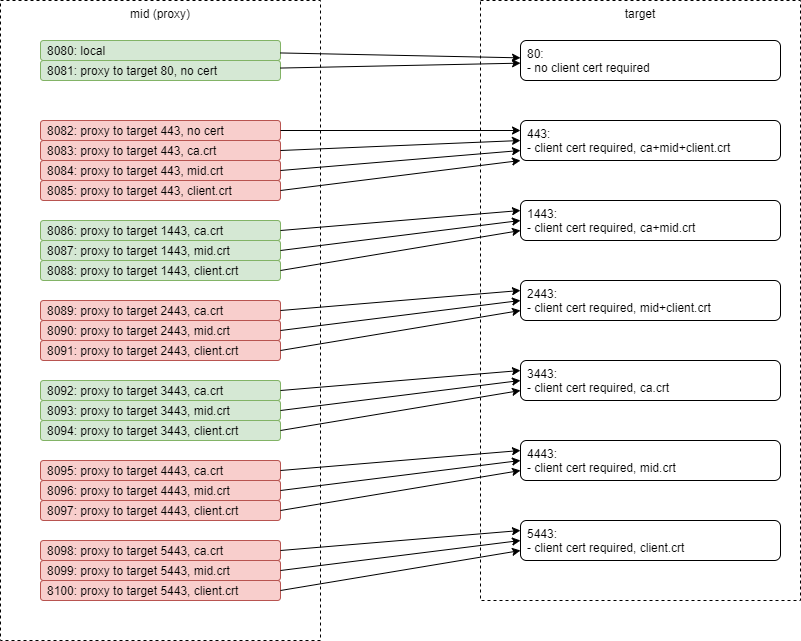 mid (proxy)
8080: local
8081: proxy to target 80, no cert
8082: proxy to target 443, no cert
8083: proxy to target 443, ca.crt
8084: proxy to target 443, mid.crt
8085: proxy to target 443, client.crt
8086: proxy to target 1443, ca.crt
8087: proxy to target 1443, mid.crt
8088: proxy to target 1443, client.crt
8089: proxy to target 2443, ca.crt
8090: proxy to target 2443, mid.crt
8091: proxy to target 2443, client.crt
8092: proxy to target 3443, ca.crt
8093: proxy to target 3443, mid.crt
8094: proxy to target 3443, client.crt
8095: proxy to target 4443, ca.crt
8096: proxy to target 4443, mid.crt
8097: proxy to target 4443, client.crt
8098: proxy to target 5443, ca.crt
8099: proxy to target 5443, mid.crt
8100: proxy to target 5443, client.crt
target
80:
- no client cert required
443:
- client cert required, ca+mid+client.crt
1443:
- client cert required, ca+mid.crt
2443:
- client cert required, mid+client.crt
3443:
- client cert required, ca.crt
4443:
- client cert required, mid.crt
5443:
- client cert required, client.crt